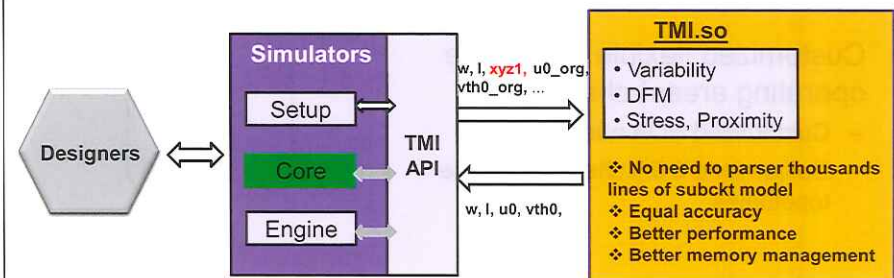 Designers
Simulators
Setup
Core
Engine
TMI
API
w, l, xyz1, u0_org,
vth0_org, ...
w, l, u0, vth0,
TMI.so
• Variability
• DFM
• Stress, Proximity
❖ No need to parser thousands
lines of subckt model
❖ Equal accuracy
❖ Better performance
❖ Better memory management